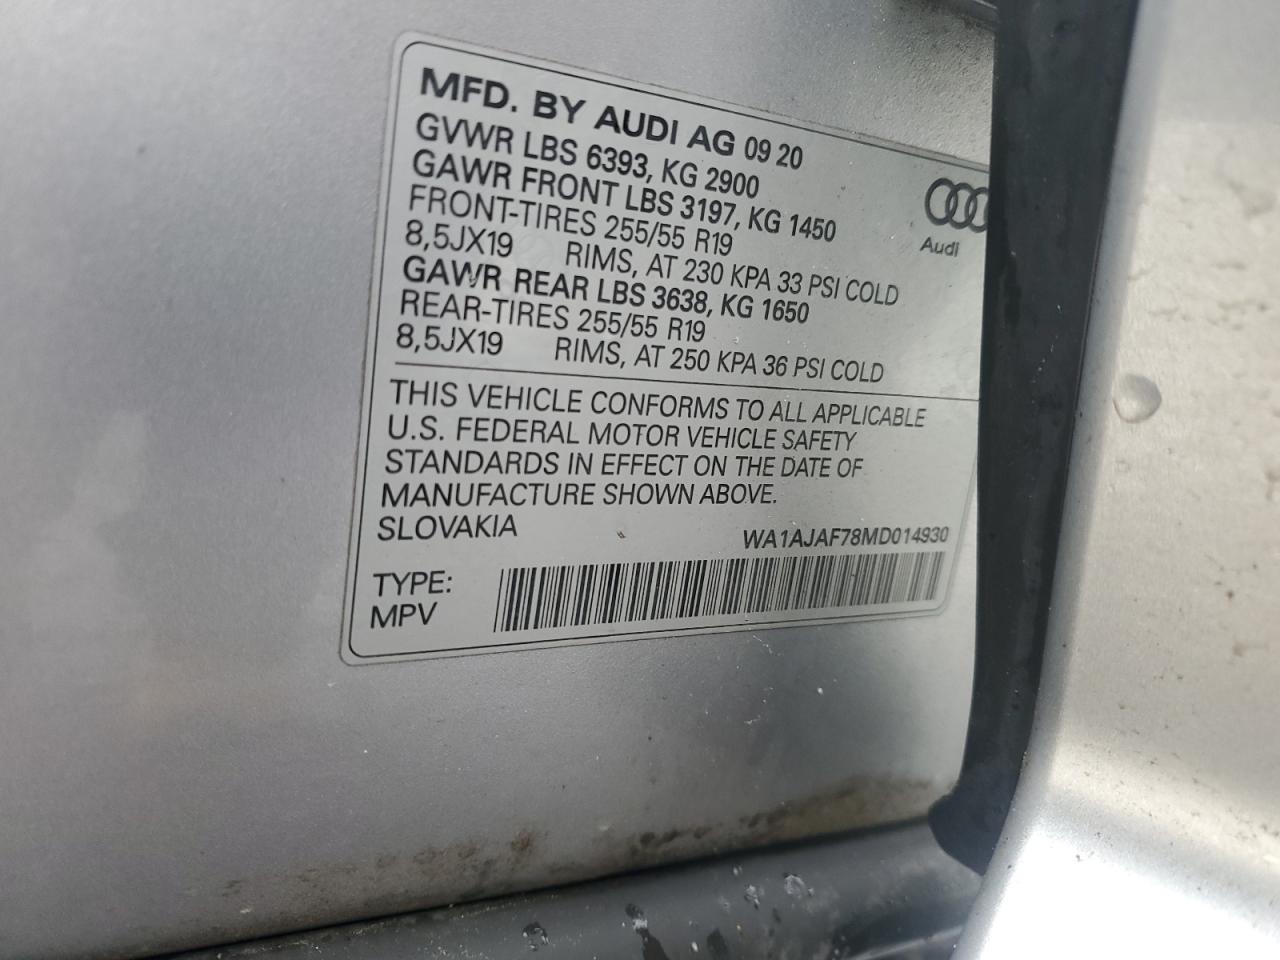 MFD. BY AUDI AG 09 20
GVWR LBS 6393, KG 2900
GAWR FRONT LBS 3197, KG 1450
FRONT-TIRES 255/55 R19
8,5JX19 RIMS, AT 230 KPA 33 PSI COLD
GAWR REAR LBS 3638, KG 1650
REAR-TIRES 255/55 R19
8,5JX19 RIMS, AT 250 KPA 36 PSI COLD
Audi
THIS VEHICLE CONFORMS TO ALL APPLICABLE
U.S. FEDERAL MOTOR VEHICLE SAFETY
STANDARDS IN EFFECT ON THE DATE OF
MANUFACTURE SHOWN ABOVE.
SLOVAKIA
WA1AJAF78MD014930
TYPE:
MPV